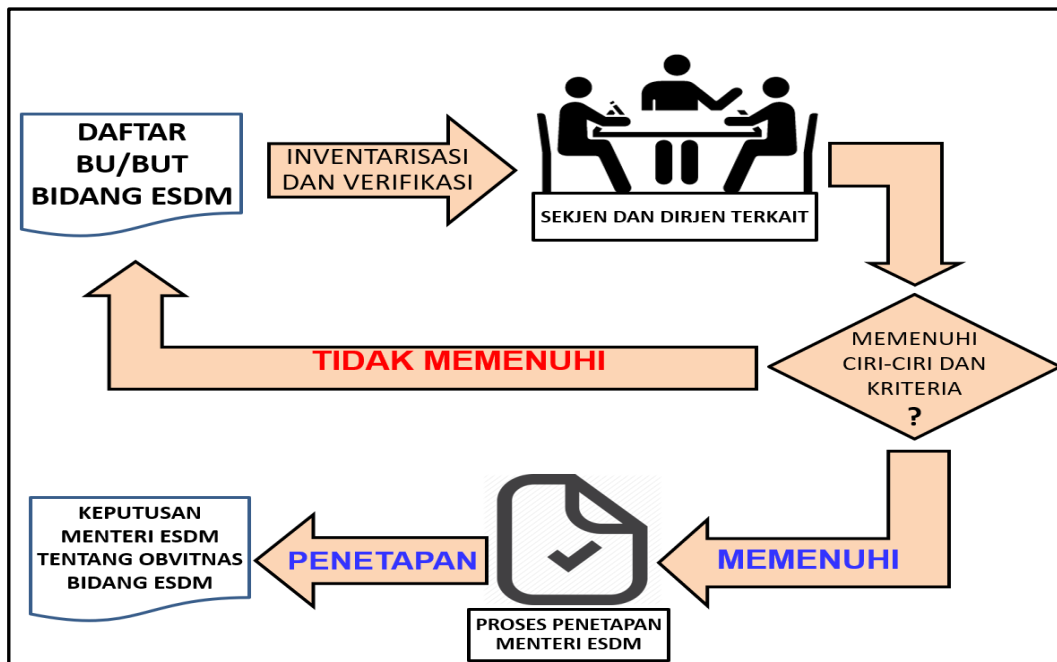 DAFTAR
BU/BUT
BIDANG ESDM
INVENTARISASI
DAN VERIFIKASI
SEKJEN DAN DIRJEN TERKAIT
MEMENUHI
CIRI-CIRI DAN
KRITERIA
?
TIDAK MEMENUHI
MEMENUHI
PROSES PENETAPAN
MENTERI ESDM
PENETAPAN
KEPUTUSAN
MENTERI ESDM
TENTANG OBVITNAS
BIDANG ESDM